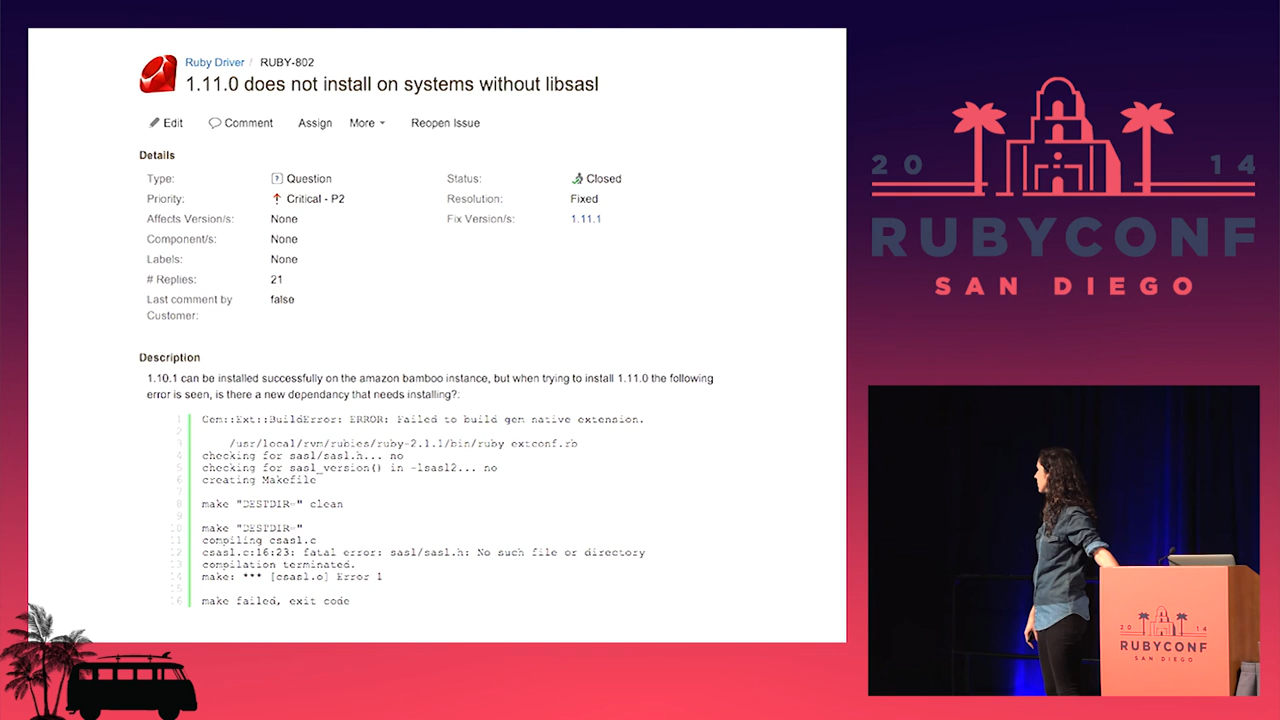 Ruby Driver / RUBY-802
1.11.0 does not install on systems without libsasl
Edit Comment Assign More Reopen Issue
Details
Type: Question
Priority: Critical - P2
Affects Version/s: None
Component/s: None
Labels: None
# Replies: 21
Last comment by Customer: false
Status: Closed
Resolution: Fixed
Fix Version/s: 1.11.1
Description
1.10.1 can be installed successfully on the amazon bamboo instance, but when trying to install 1.11.0 the following
error is seen, is there a new dependancy that needs installing?:
1 Gem::Ext::BuildError: ERROR: Failed to build gem native extension.
2
3 /usr/local/rvm/rubies/ruby-2.1.1/bin/ruby extconf.rb
4 checking for sasl/sasl.h... no
5 checking for sasl_version() in -lsasl2... no
6 creating Makefile
7
8 make "DESTDIR=" clean
9
10 make "DESTDIR="
11 compiling csasl.c
12 csasl.c:16:23: fatal error: sasl/sasl.h: No such file or directory
13 compilation terminated.
14 make: *** [csasl.o] Error 1
15
16 make failed, exit code
20 14
RUBYCONF
SAN DIEGO
20 14
RUBYCONF
SAN DIEGO